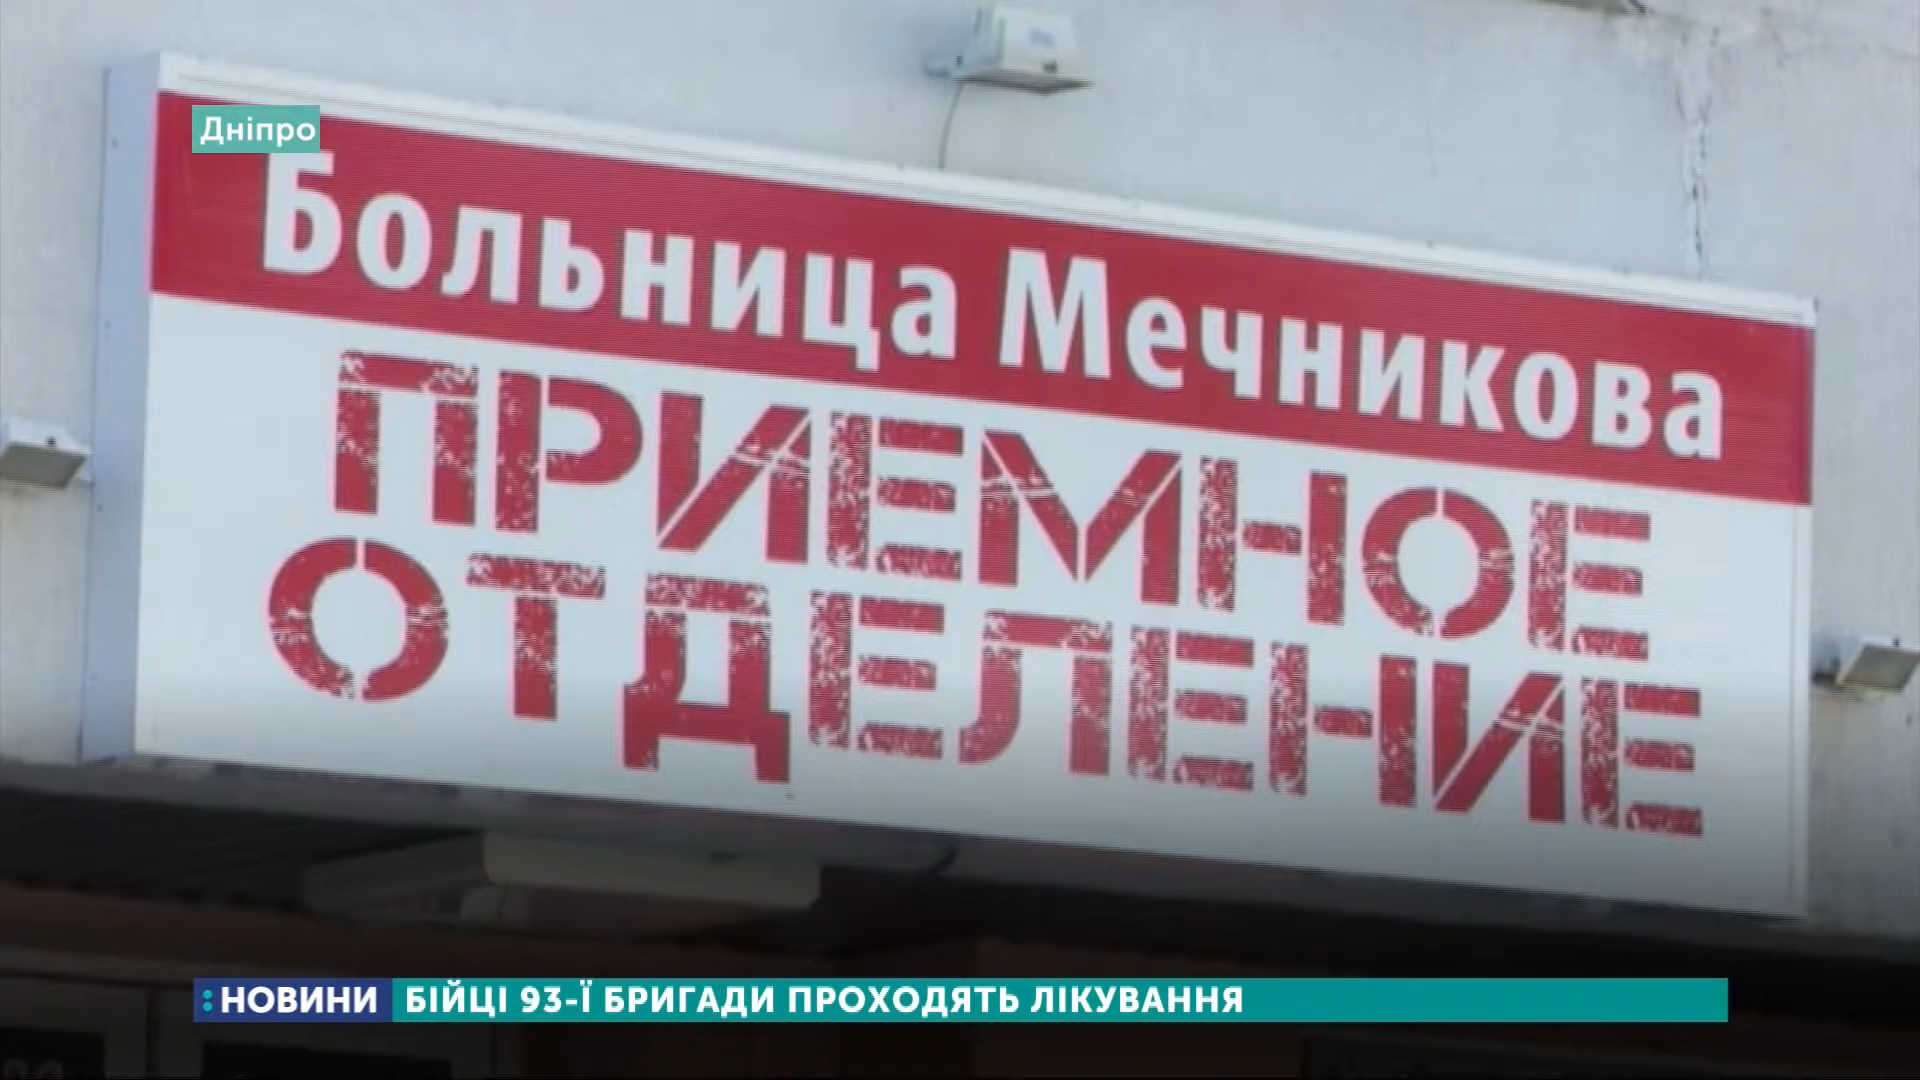 Дніпро
Больница Мечникова
ПРИЕМНОЕ
ОТДЕЛЕНИЕ
:НОВИНИ БІЙЦІ 93-Ї БРИГАДИ ПРОХОДЯТЬ ЛІКУВАННЯ